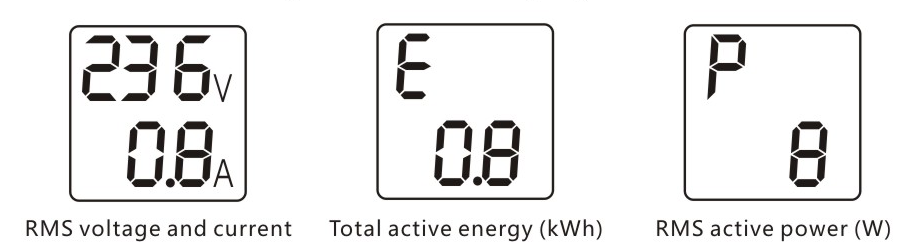 236V
0.8A
RMS voltage and current
E
0.8
Total active energy (kWh)
P
8
RMS active power (W)